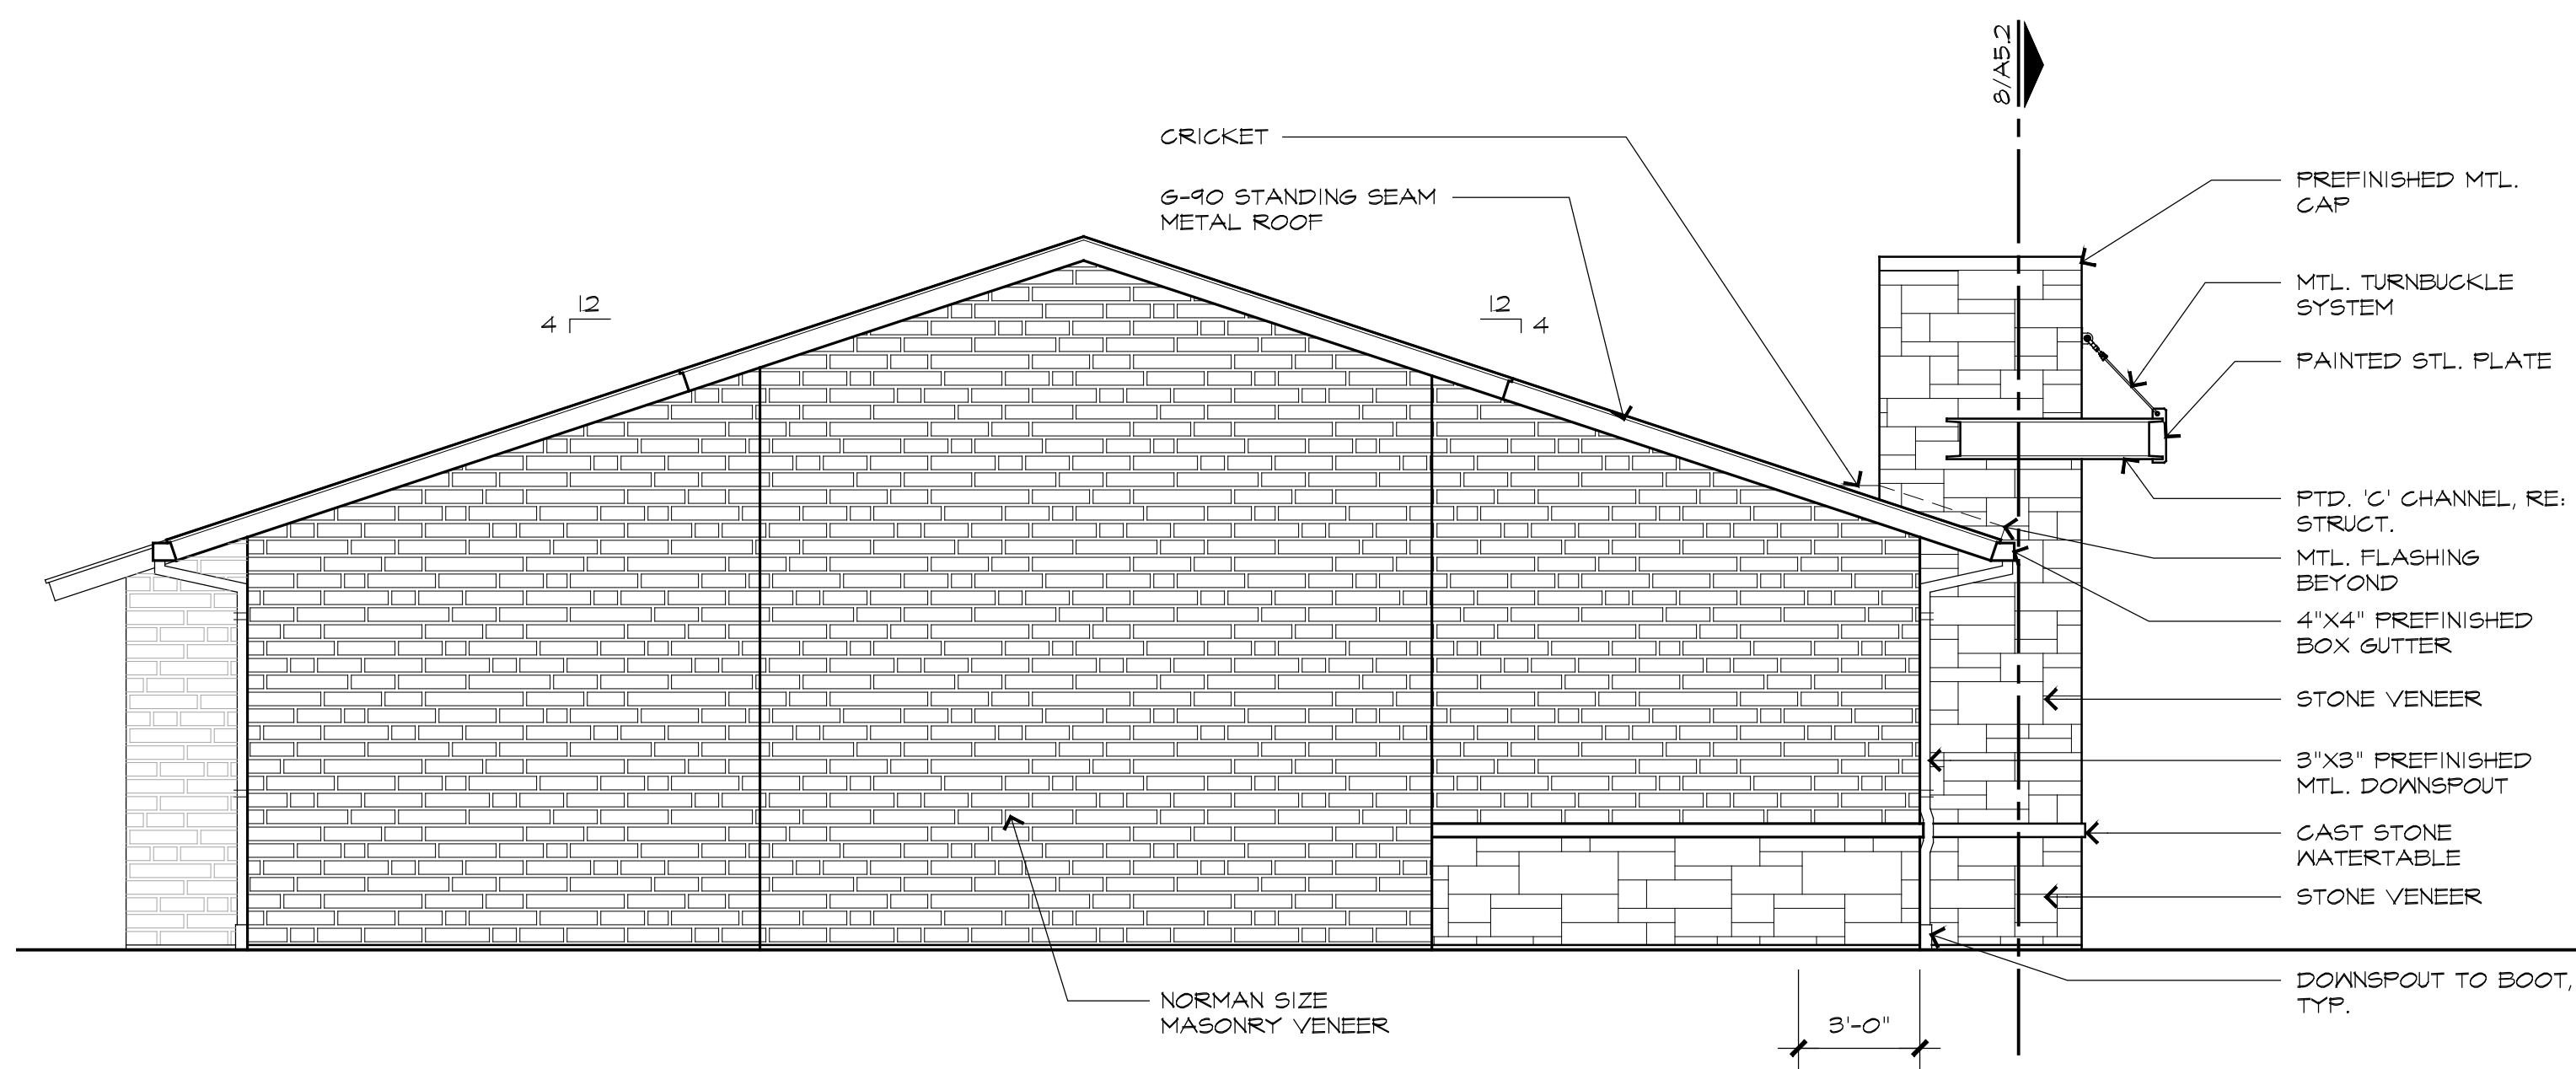 8/A5.2
CRICKET
G-90 STANDING SEAM
METAL ROOF
12
4
12
4
PREFINISHED MTL.
CAP
MTL. TURNBUCKLE
SYSTEM
PAINTED STL. PLATE
PTD. 'C' CHANNEL, RE:
STRUCT.
MTL. FLASHING
BEYOND
4"X4" PREFINISHED
BOX GUTTER
STONE VENEER
3"X3" PREFINISHED
MTL. DOWNSPOUT
CAST STONE
WATERTABLE
STONE VENEER
DOWNSPOUT TO BOOT,
TYP.
NORMAN SIZE
MASONRY VENEER
3'-0"